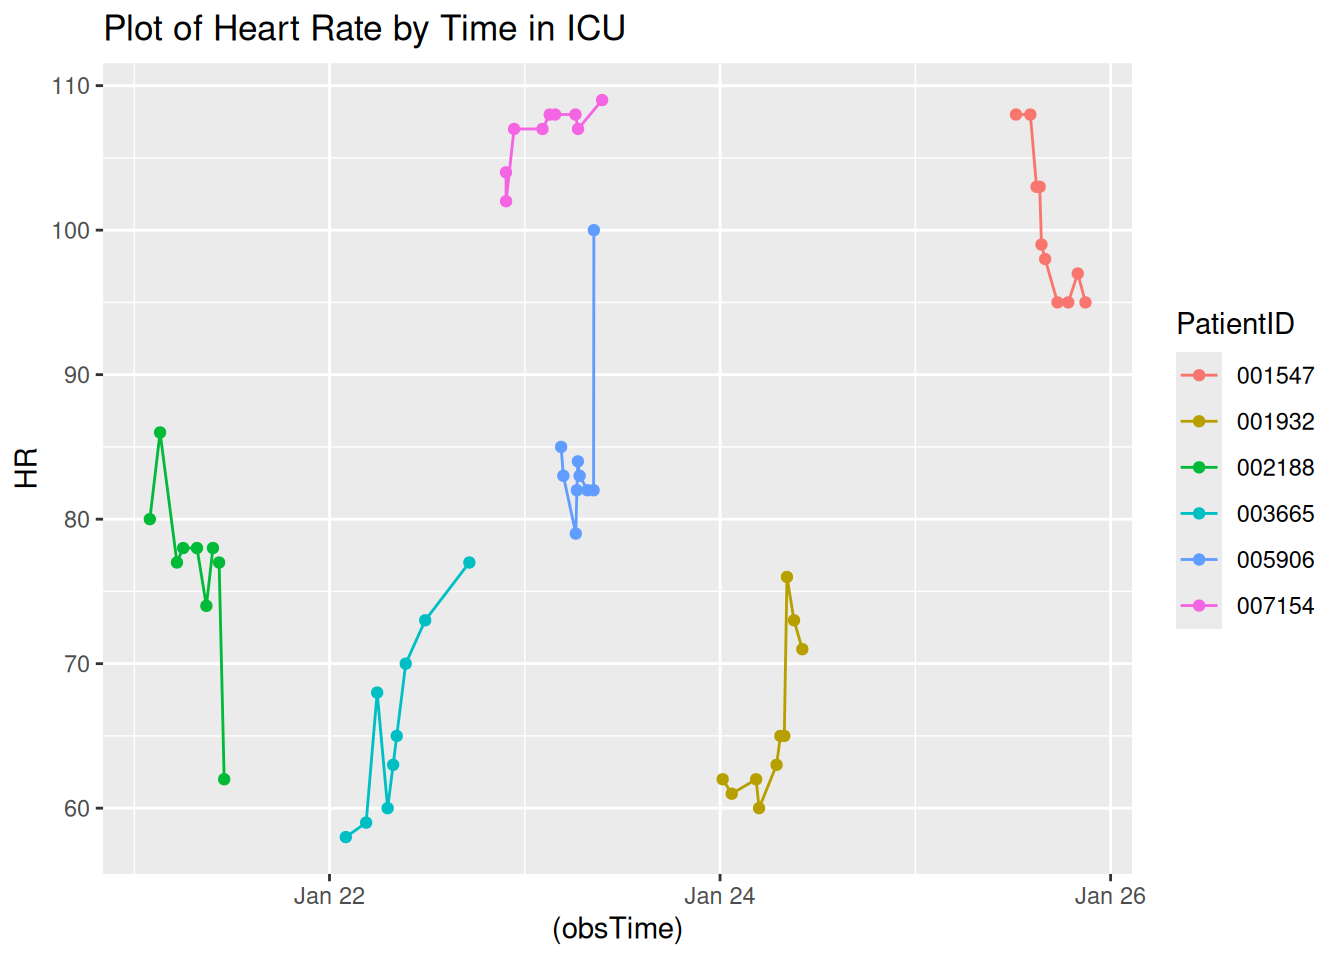 Plot of Heart Rate by Time in ICU
110
100
90
80
70
60
HR
Jan 22
Jan 24
Jan 26
(obsTime)
PatientID
001547
001932
002188
003665
005906
007154